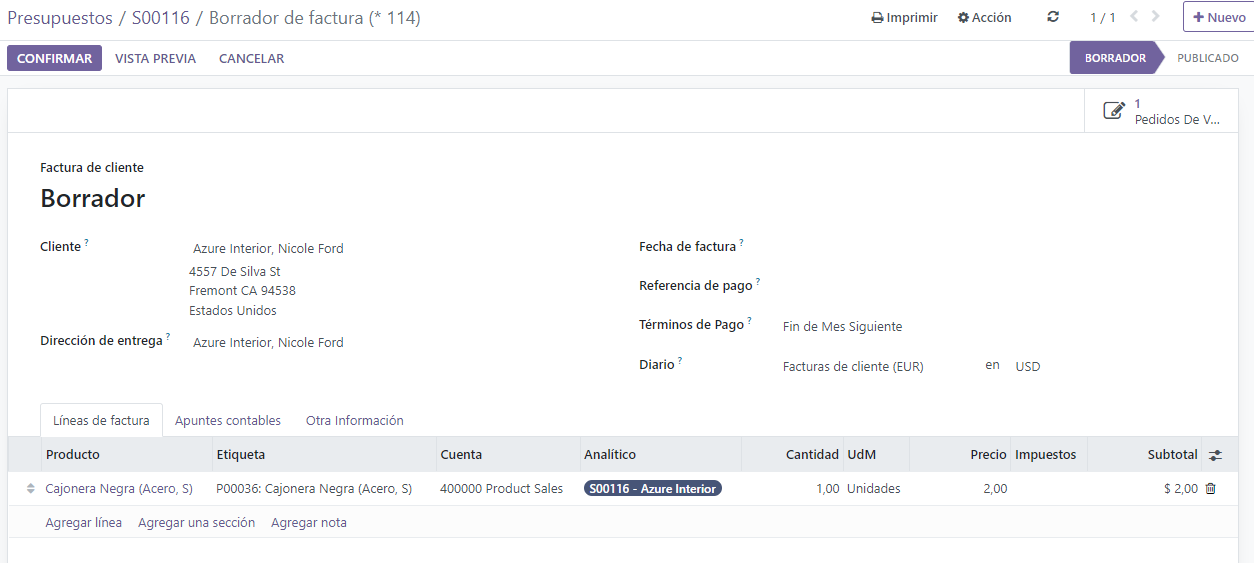 Presupuestos / S00116 / Borrador de factura (* 114)
Imprimir Acción 1 / 1 Nuevo
CONFIRMAR VISTA PREVIA CANCELAR BORRADOR PUBLICADO
1
Pedidos De V...
Factura de cliente
Borrador
Cliente ? Azure Interior, Nicole Ford
4557 De Silva St
Fremont CA 94538
Estados Unidos
Dirección de entrega ? Azure Interior, Nicole Ford
Fecha de factura ?
Referencia de pago ?
Términos de Pago ? Fin de Mes Siguiente
Diario ? Facturas de cliente (EUR) en USD
Líneas de factura Apuntes contables Otra Información
Producto Etiqueta Cuenta Analítico Cantidad UdM Precio Impuestos Subtotal
Cajonera Negra (Acero, S) P00036: Cajonera Negra (Acero, S) 400000 Product Sales S00116 - Azure Interior 1,00 Unidades 2,00 $ 2,00
Agregar línea Agregar una sección Agregar nota